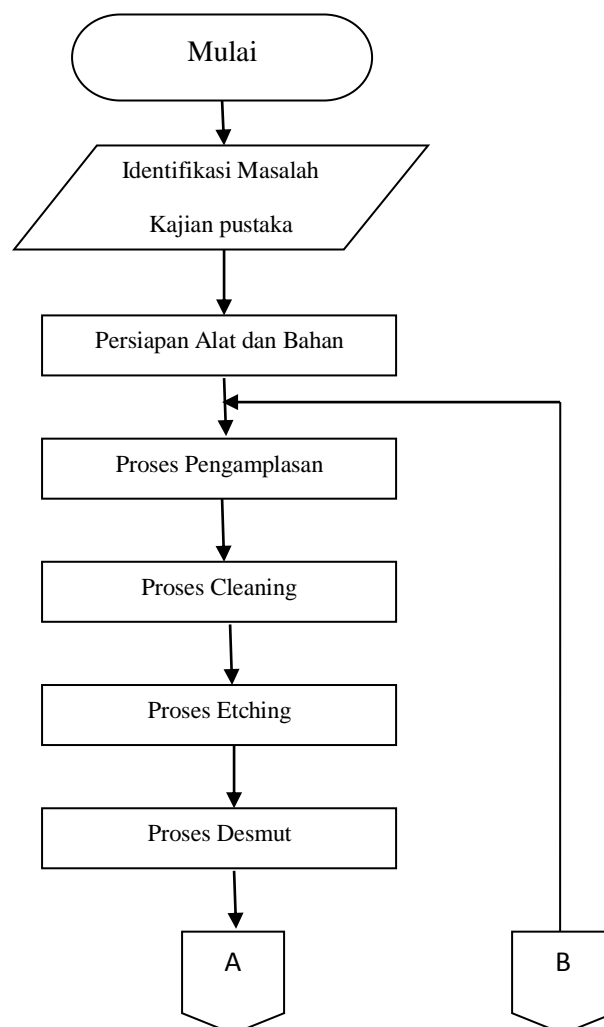 Mulai
Identifikasi Masalah
Kajian pustaka
Persiapan Alat dan Bahan
Proses Pengamplasan
Proses Cleaning
Proses Etching
Proses Desmut
A
B